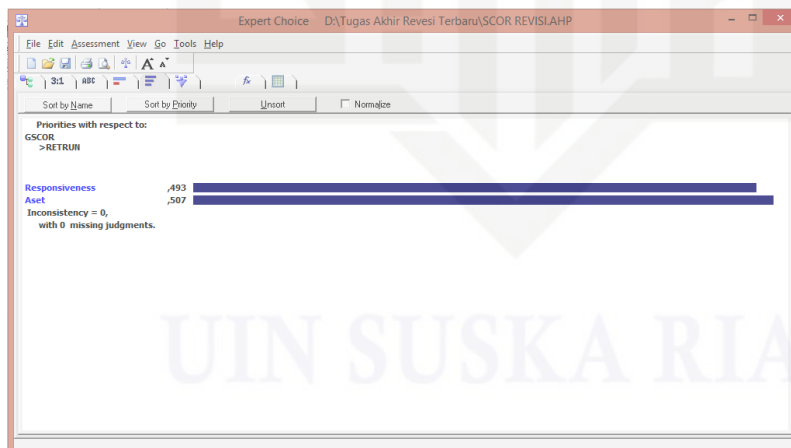 Expert Choice D:\Tugas Akhir Revesi Terbaru\SCOR REVISI.AHP
File Edit Assessment View Go Tools Help
A A
3:1 ABC fx
Sort by Name Sort by Priority Unsort Normalize
Priorities with respect to:
GSCOR
>RETRUN
Responsiveness ,493
Aset ,507
Inconsistency = 0,
with 0 missing judgments.
UIN SUSKA RIA